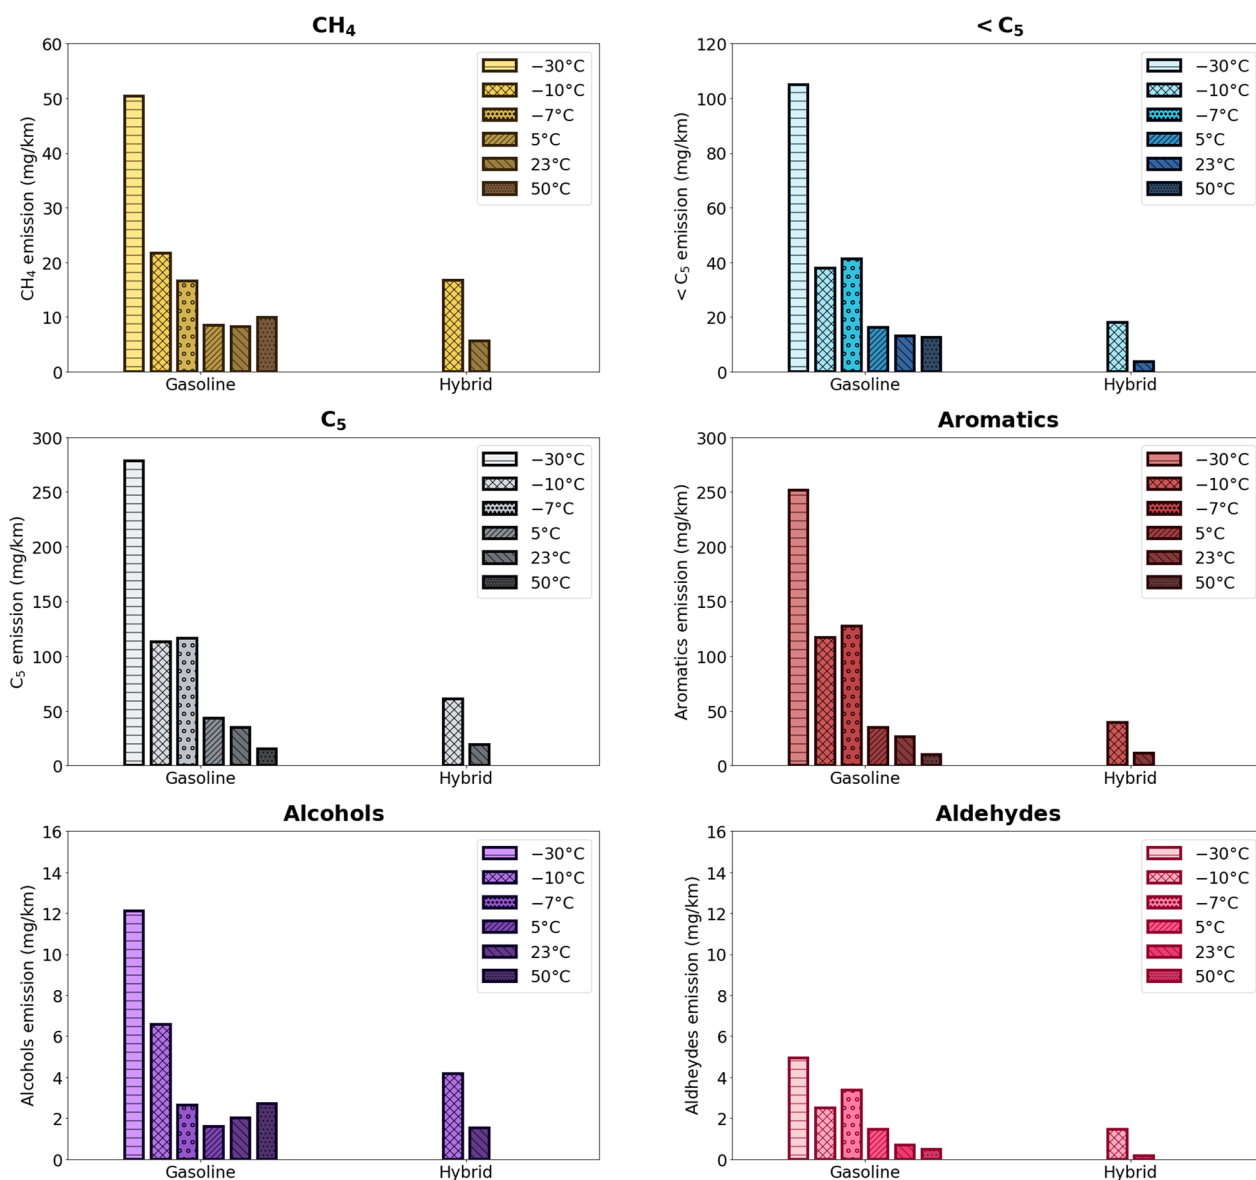 CH₄
CH₄ emission (mg/km)
60
50
40
30
20
10
0
−30°C
−10°C
−7°C
5°C
23°C
50°C
Gasoline
Hybrid
< C₅
< C₅ emission (mg/km)
120
100
80
60
40
20
0
−30°C
−10°C
−7°C
5°C
23°C
50°C
Gasoline
Hybrid
C₅
C₅ emission (mg/km)
300
250
200
150
100
50
0
−30°C
−10°C
−7°C
5°C
23°C
50°C
Gasoline
Hybrid
Aromatics
Aromatics emission (mg/km)
300
250
200
150
100
50
0
−30°C
−10°C
−7°C
5°C
23°C
50°C
Gasoline
Hybrid
Alcohols
Alcohols emission (mg/km)
16
14
12
10
8
6
4
2
0
−30°C
−10°C
−7°C
5°C
23°C
50°C
Gasoline
Hybrid
Aldehydes
Aldheydes emission (mg/km)
16
14
12
10
8
6
4
2
0
−30°C
−10°C
−7°C
5°C
23°C
50°C
Gasoline
Hybrid